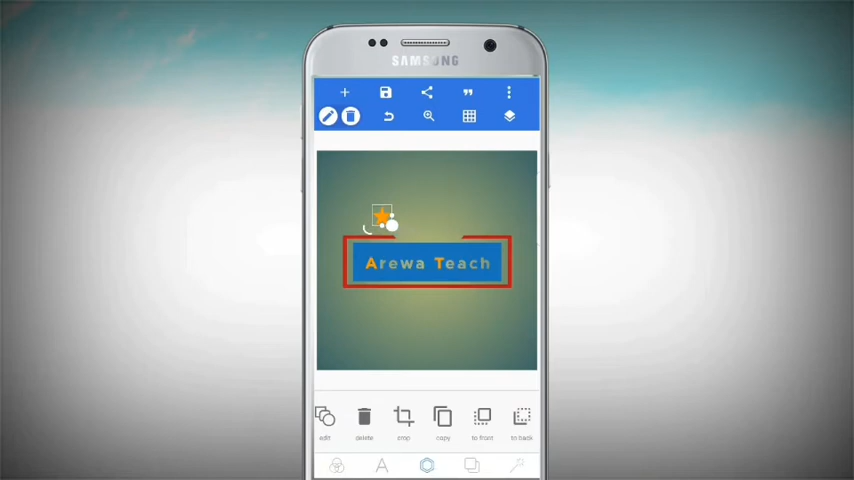 SAMSUNG
Arewa Teach
edit
delete
crop
copy
to front
to back